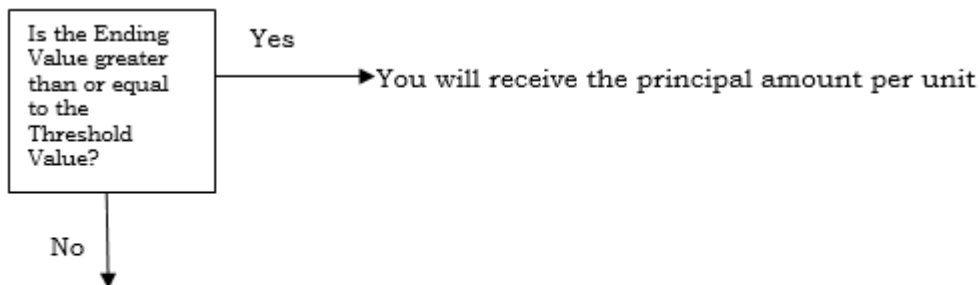 Is the Ending
Value greater
than or equal
to the
Threshold
Value?
Yes
You will receive the principal amount per unit
No